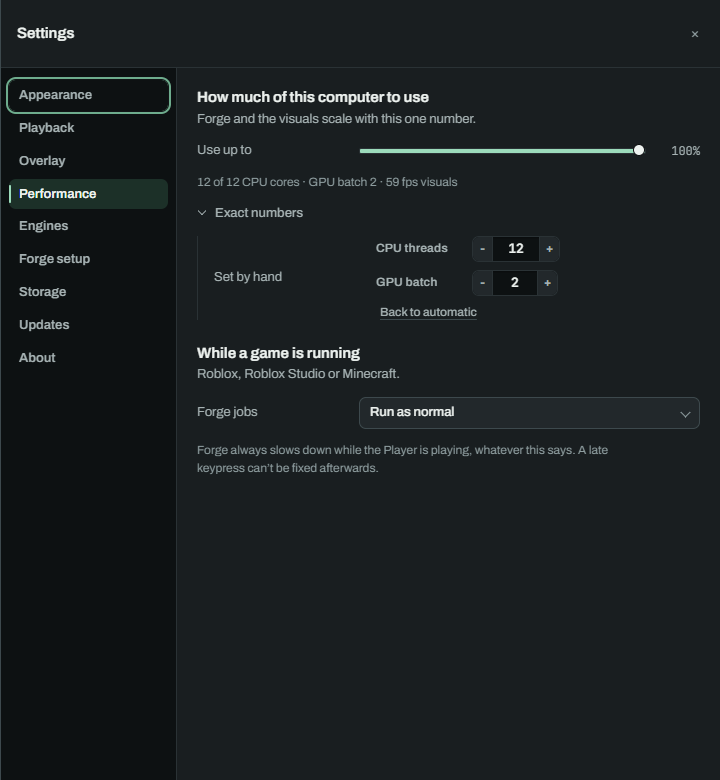 Settings
×
Appearance
Playback
Overlay
Performance
Engines
Forge setup
Storage
Updates
About
How much of this computer to use
Forge and the visuals scale with this one number.
Use up to
100%
12 of 12 CPU cores · GPU batch 2 · 59 fps visuals
Exact numbers
Set by hand
CPU threads - 12 +
GPU batch - 2 +
Back to automatic
While a game is running
Roblox, Roblox Studio or Minecraft.
Forge jobs
Run as normal
Forge always slows down while the Player is playing, whatever this says. A late
keypress can't be fixed afterwards.